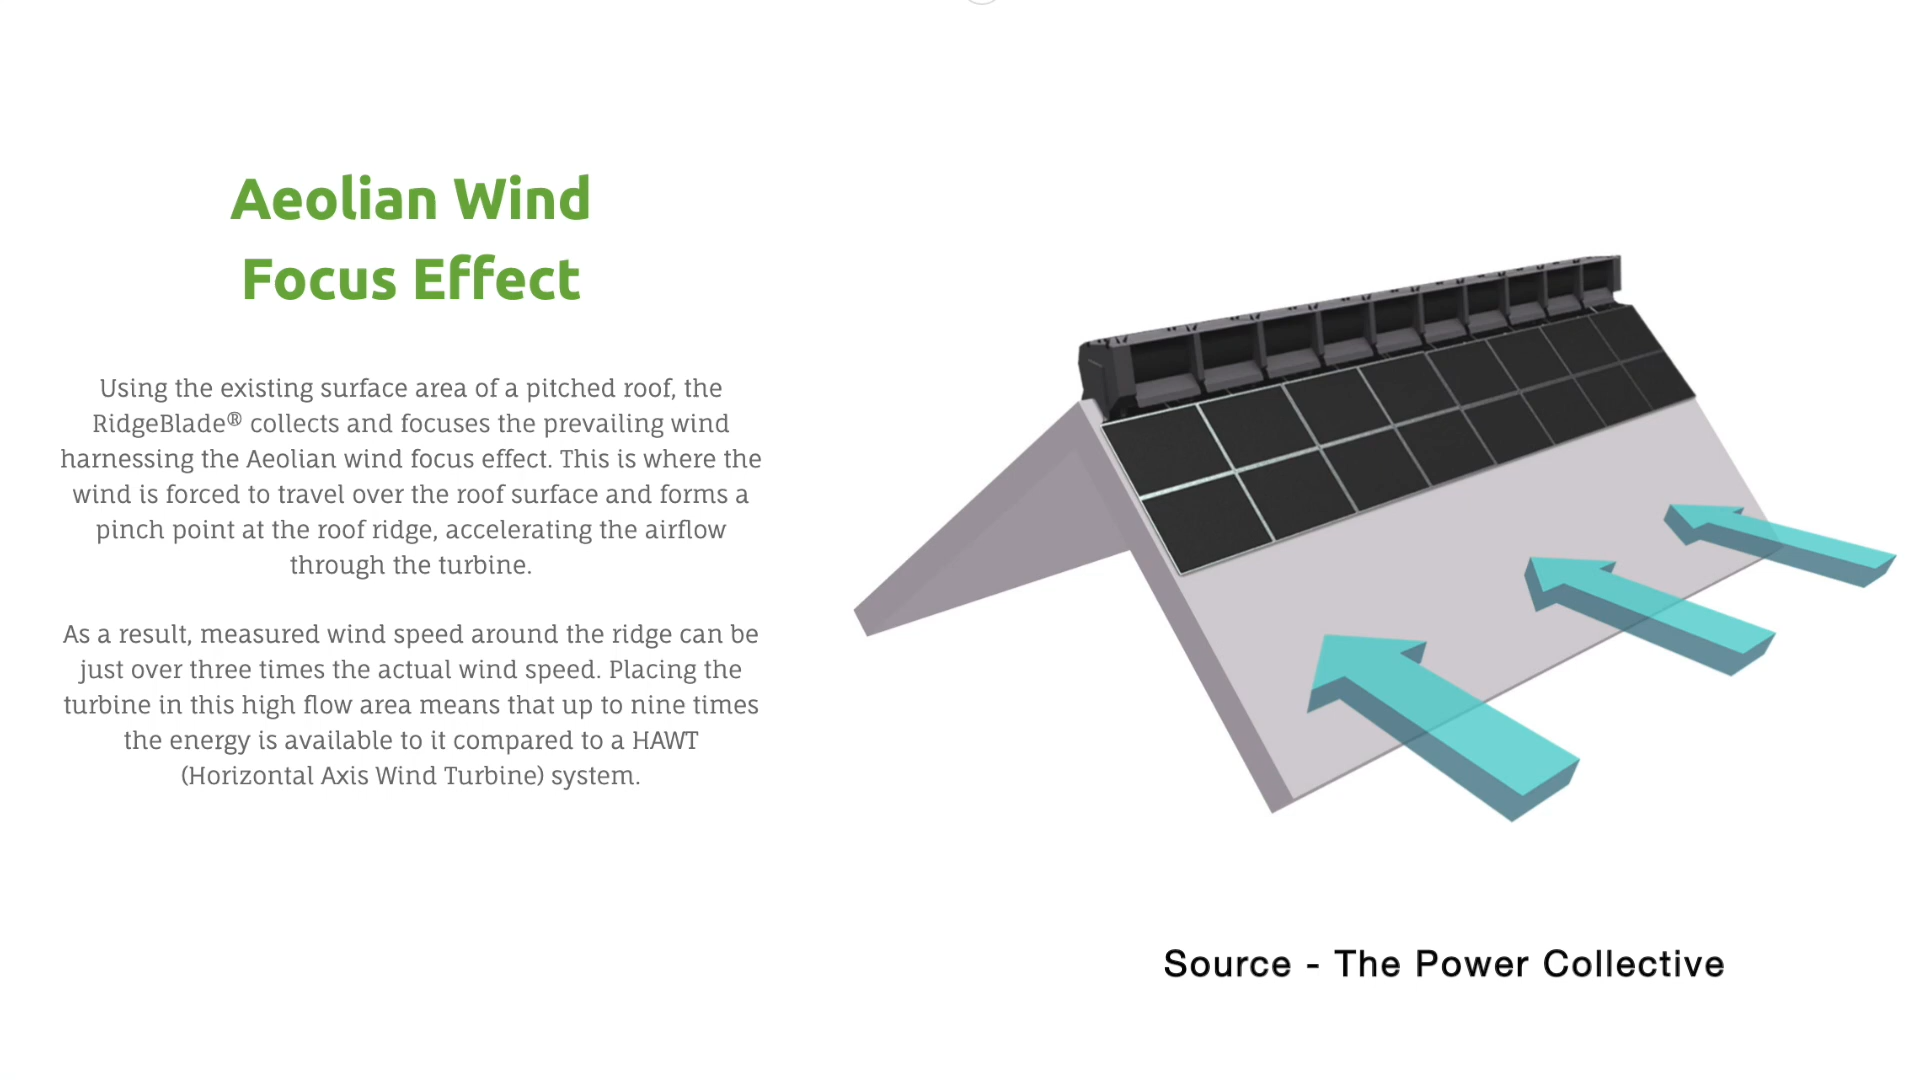 Aeolian Wind
Focus Effect
Using the existing surface area of a pitched roof, the
RidgeBlade® collects and focuses the prevailing wind
harnessing the Aeolian wind focus effect. This is where the
wind is forced to travel over the roof surface and forms a
pinch point at the roof ridge, accelerating the airflow
through the turbine.
As a result, measured wind speed around the ridge can be
just over three times the actual wind speed. Placing the
turbine in this high flow area means that up to nine times
the energy is available to it compared to a HAWT
(Horizontal Axis Wind Turbine) system.
Source - The Power Collective